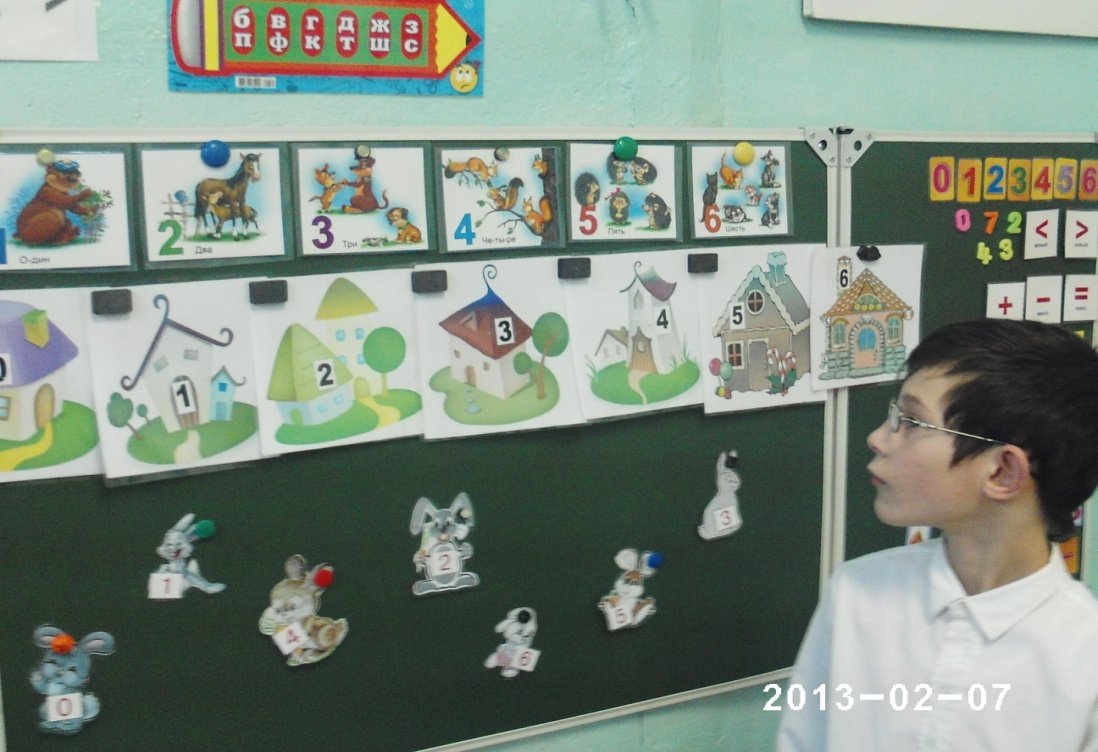 б в г д ж з
п ф к т ш с
О-дин
2 Два
3 Три
4 Че-ты-ре
5 Пять
6 Шесть
0 1 2 3 4 5 6
0 7 2
4 3
< >
+ - =
0 1 2 3 4 5 6
1 4 2 6 5 3
0
2013-02-07